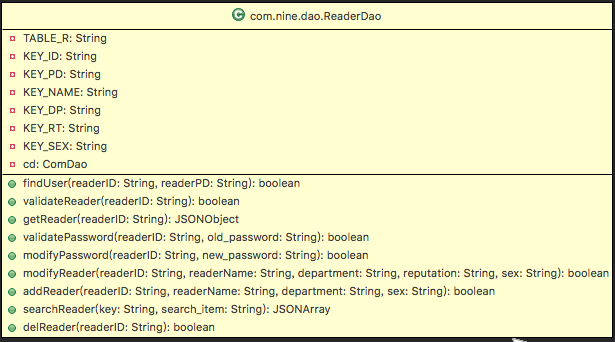 C com.nine.dao.ReaderDao
TABLE_R: String
KEY_ID: String
KEY_PD: String
KEY_NAME: String
KEY_DP: String
KEY_RT: String
KEY_SEX: String
cd: ComDao
findUser(readerID: String, readerPD: String): boolean
validateReader(readerID: String): boolean
getReader(readerID: String): JSONObject
validatePassword(readerID: String, old_password: String): boolean
modifyPassword(readerID: String, new_password: String): boolean
modifyReader(readerID: String, readerName: String, department: String, reputation: String, sex: String): boolean
addReader(readerID: String, readerName: String, department: String, sex: String): boolean
searchReader(key: String, search_item: String): JSONArray
delReader(readerID: String): boolean